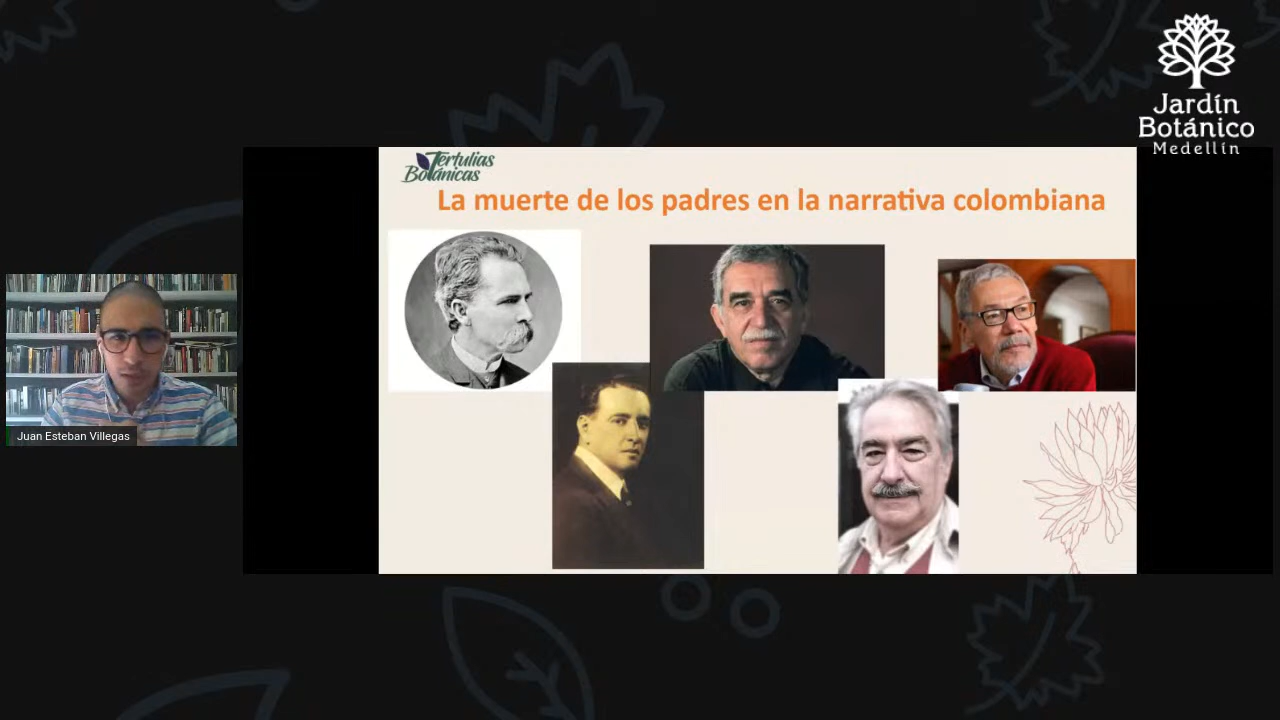 Jardín
Botánico
Medellín
Tertulias
Botánicas
La muerte de los padres en la narrativa colombiana
Juan Esteban Villegas